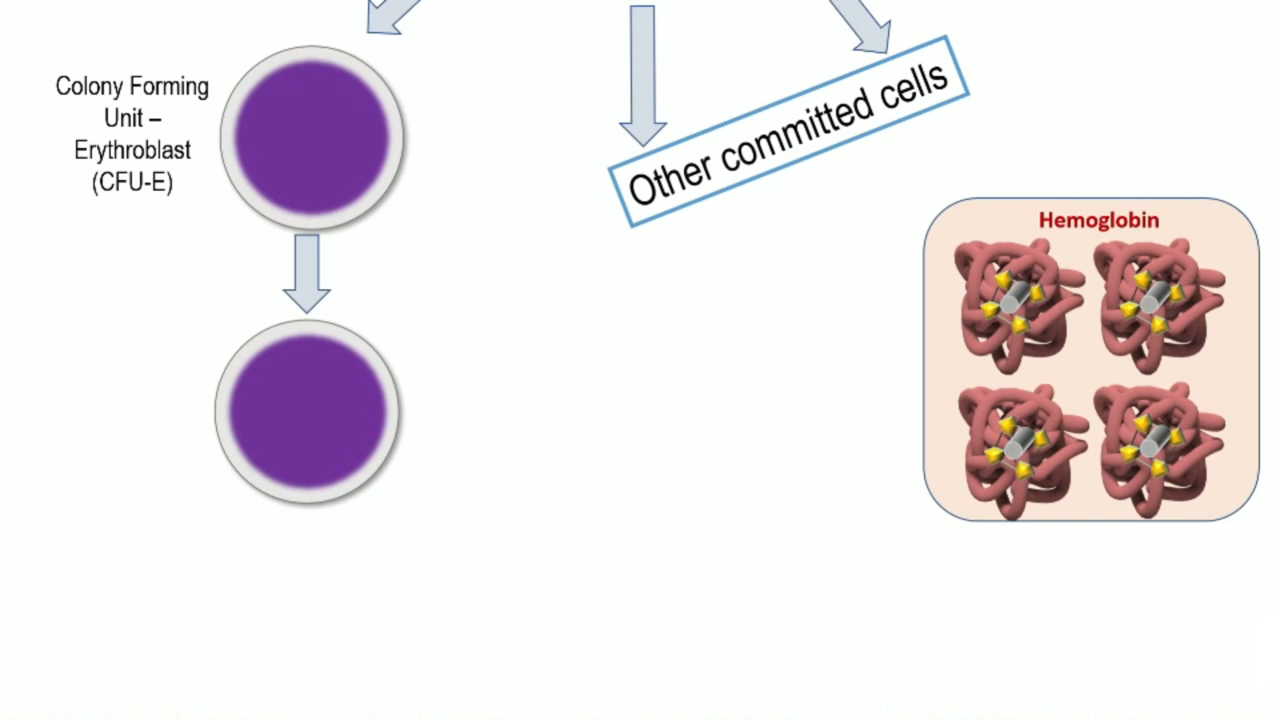 Colony Forming
Unit –
Erythroblast
(CFU-E)
Other committed cells
Hemoglobin